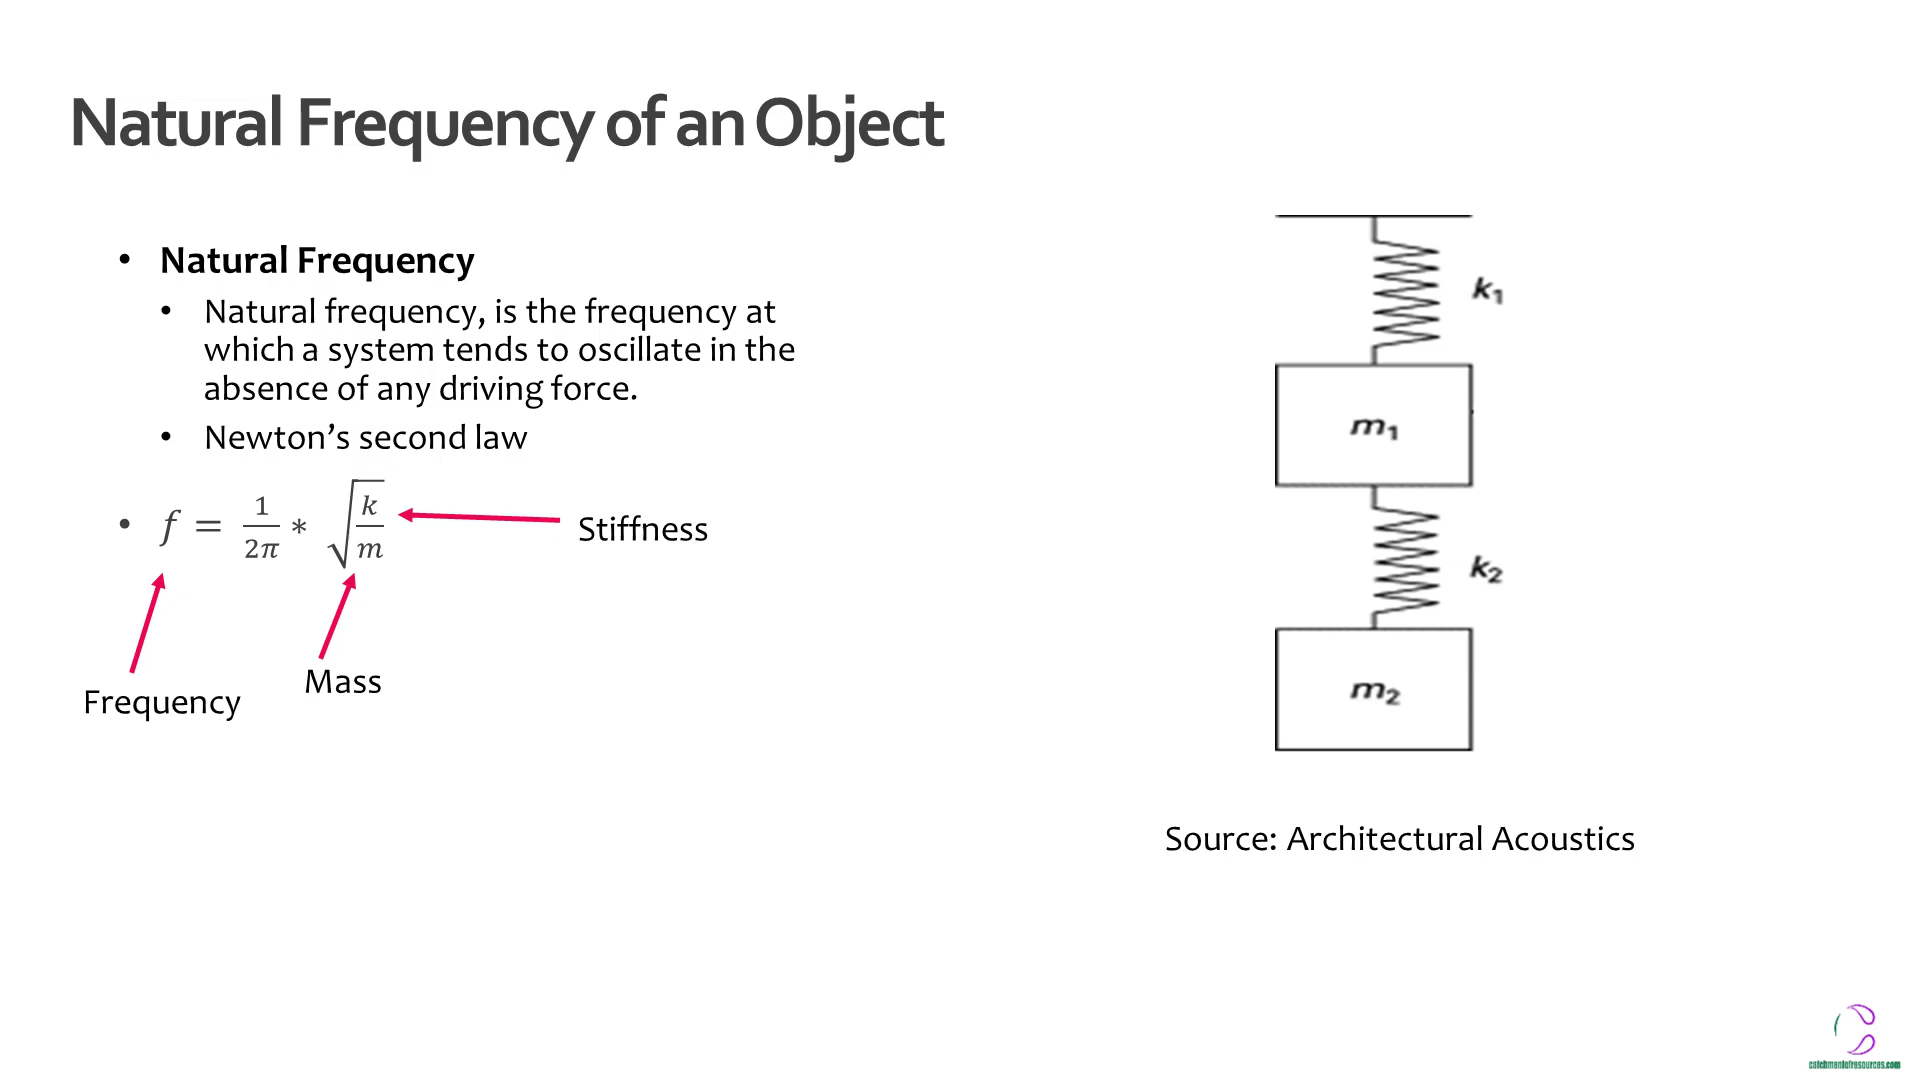 Natural Frequency of an Object
• Natural Frequency
• Natural frequency, is the frequency at
which a system tends to oscillate in the
absence of any driving force.
• Newton's second law
• f = 1/2π * √k/m
Stiffness
Mass
Frequency
k₁
m₁
k₂
m₂
Source: Architectural Acoustics
catchmentofresources.com